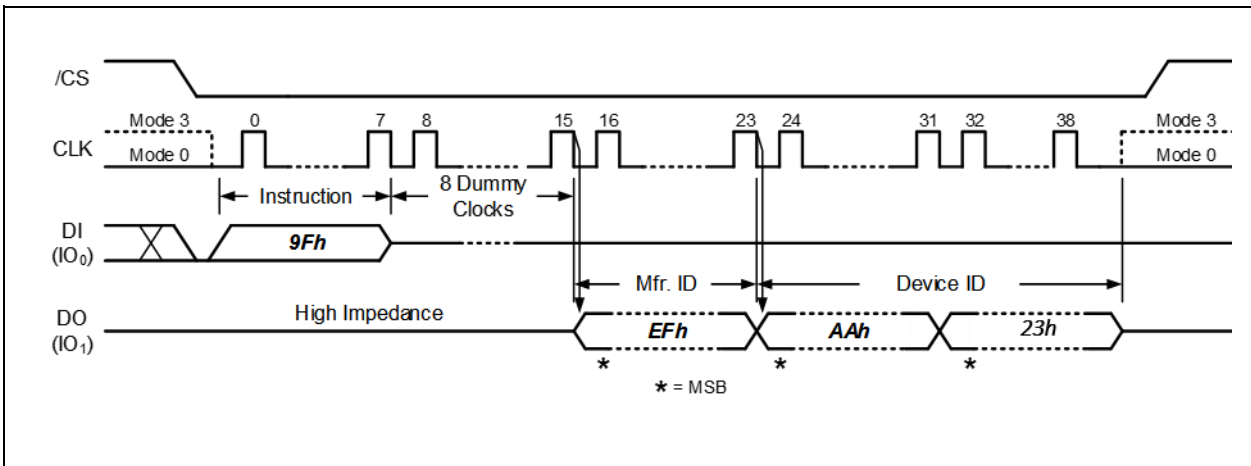 /CS
Mode 3 0 7 8 15 16 23 24 31 32 38 Mode 3
CLK
Mode 0 Mode 0
Instruction
8 Dummy
Clocks
DI
(IO₀)
9Fh
Mfr. ID
Device ID
High Impedance
DO
(IO₁)
EFh
AAh
23h
* * *
* = MSB